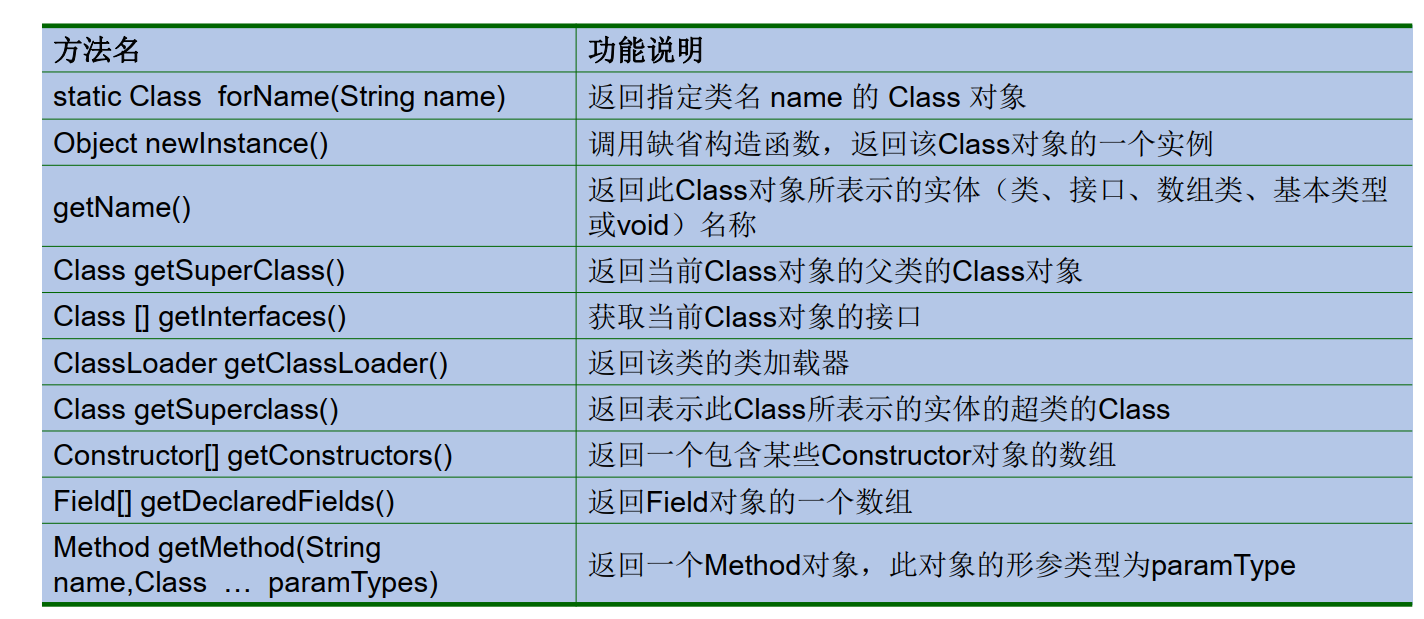 方法名
功能说明
static Class  forName(String name)
返回指定类名 name 的 Class 对象
Object newInstance()
调用缺省构造函数，返回该Class对象的一个实例
getName()
返回此Class对象所表示的实体（类、接口、数组类、基本类型
或void）名称
Class getSuperClass()
返回当前Class对象的父类的Class对象
Class [] getInterfaces()
获取当前Class对象的接口
ClassLoader getClassLoader()
返回该类的类加载器
Class getSuperclass()
返回表示此Class所表示的实体的超类的Class
Constructor[] getConstructors()
返回一个包含某些Constructor对象的数组
Field[] getDeclaredFields()
返回Field对象的一个数组
Method getMethod(String
name,Class  …  paramTypes)
返回一个Method对象，此对象的形参类型为paramType